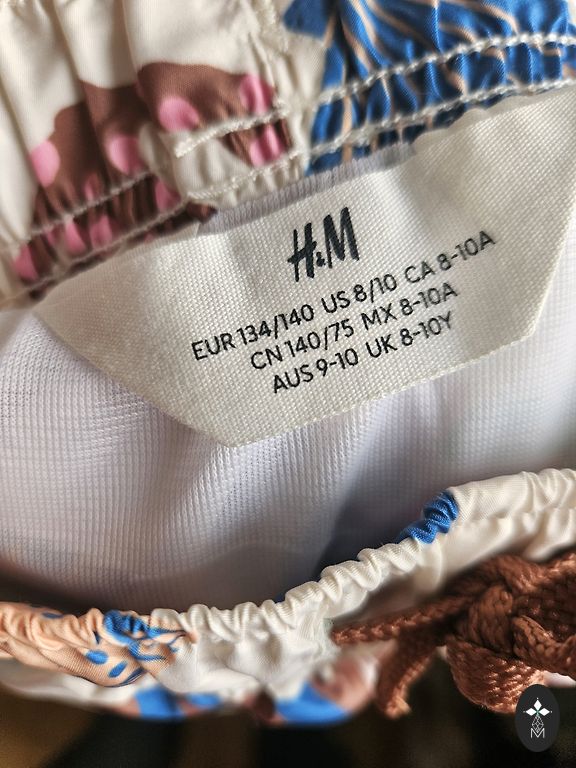 H&M
EUR 134/140 US 8/10 CA 8-10A
CN 140/75 MX 8-10A
AUS 9-10 UK 8-10Y
M